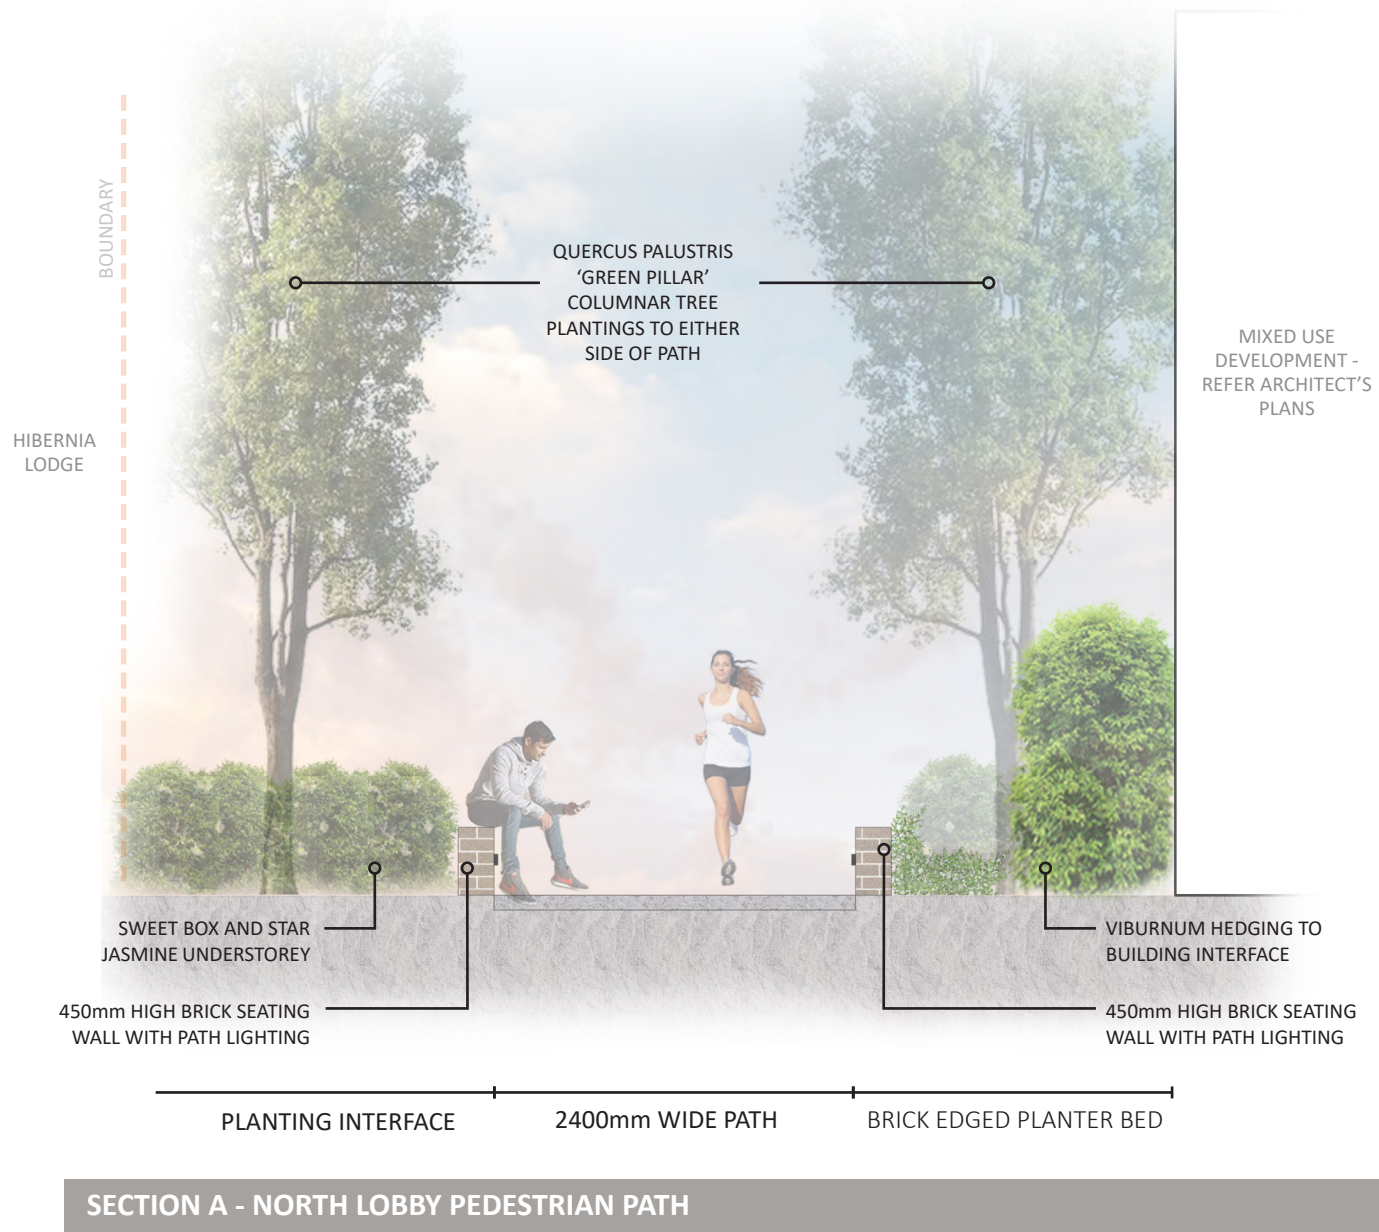 BOUNDARY
QUERCUS PALUSTRIS
‘GREEN PILLAR’
COLUMNAR TREE
PLANTINGS TO EITHER
SIDE OF PATH
MIXED USE
DEVELOPMENT -
REFER ARCHITECT’S
PLANS
HIBERNIA
LODGE
SWEET BOX AND STAR
JASMINE UNDERSTOREY
VIBURNUM HEDGING TO
BUILDING INTERFACE
450mm HIGH BRICK SEATING
WALL WITH PATH LIGHTING
450mm HIGH BRICK SEATING
WALL WITH PATH LIGHTING
PLANTING INTERFACE
2400mm WIDE PATH
BRICK EDGED PLANTER BED
SECTION A - NORTH LOBBY PEDESTRIAN PATH